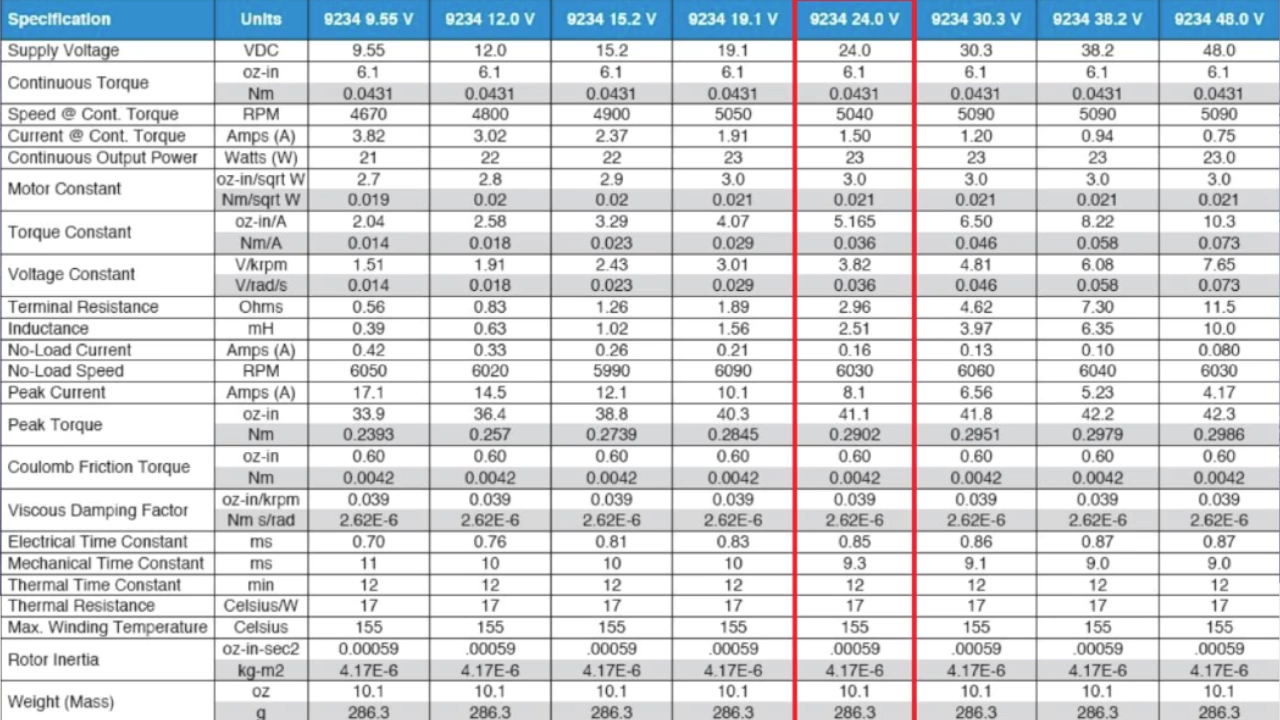 Specification Units 9234 9.55 V 9234 12.0 V 9234 15.2 V 9234 19.1 V 9234 24.0 V 9234 30.3 V 9234 38.2 V 9234 48.0 V
Supply Voltage VDC 9.55 12.0 15.2 19.1 24.0 30.3 38.2 48.0
Continuous Torque oz-in 6.1 6.1 6.1 6.1 6.1 6.1 6.1 6.1
Nm 0.0431 0.0431 0.0431 0.0431 0.0431 0.0431 0.0431 0.0431
Speed @ Cont. Torque RPM 4670 4800 4900 5050 5040 5090 5090 5090
Current @ Cont. Torque Amps (A) 3.82 3.02 2.37 1.91 1.50 1.20 0.94 0.75
Continuous Output Power Watts (W) 21 22 22 23 23 23 23 23.0
Motor Constant oz-in/sqrt W 2.7 2.8 2.9 3.0 3.0 3.0 3.0 3.0
Nm/sqrt W 0.019 0.02 0.02 0.021 0.021 0.021 0.021 0.021
Torque Constant oz-in/A 2.04 2.58 3.29 4.07 5.165 6.50 8.22 10.3
Nm/A 0.014 0.018 0.023 0.029 0.036 0.046 0.058 0.073
Voltage Constant V/krpm 1.51 1.91 2.43 3.01 3.82 4.81 6.08 7.65
V/rad/s 0.014 0.018 0.023 0.029 0.036 0.046 0.058 0.073
Terminal Resistance Ohms 0.56 0.83 1.26 1.89 2.96 4.62 7.30 11.5
Inductance mH 0.39 0.63 1.02 1.56 2.51 3.97 6.35 10.0
No-Load Current Amps (A) 0.42 0.33 0.26 0.21 0.16 0.13 0.10 0.080
No-Load Speed RPM 6050 6020 5990 6090 6030 6060 6040 6030
Peak Current Amps (A) 17.1 14.5 12.1 10.1 8.1 6.56 5.23 4.17
Peak Torque oz-in 33.9 36.4 38.8 40.3 41.1 41.8 42.2 42.3
Nm 0.2393 0.257 0.2739 0.2845 0.2902 0.2951 0.2979 0.2986
Coulomb Friction Torque oz-in 0.60 0.60 0.60 0.60 0.60 0.60 0.60 0.60
Nm 0.0042 0.0042 0.0042 0.0042 0.0042 0.0042 0.0042 0.0042
Viscous Damping Factor oz-in/krpm 0.039 0.039 0.039 0.039 0.039 0.039 0.039 0.039
Nm s/rad 2.62E-6 2.62E-6 2.62E-6 2.62E-6 2.62E-6 2.62E-6 2.62E-6 2.62E-6
Electrical Time Constant ms 0.70 0.76 0.81 0.83 0.85 0.86 0.87 0.87
Mechanical Time Constant ms 11 10 10 10 9.3 9.1 9.0 9.0
Thermal Time Constant min 12 12 12 12 12 12 12 12
Thermal Resistance Celsius/W 17 17 17 17 17 17 17 17
Max. Winding Temperature Celsius 155 155 155 155 155 155 155 155
Rotor Inertia oz-in-sec2 0.00059 .00059 .00059 .00059 .00059 .00059 .00059 .00059
kg-m2 4.17E-6 4.17E-6 4.17E-6 4.17E-6 4.17E-6 4.17E-6 4.17E-6 4.17E-6
Weight (Mass) oz 10.1 10.1 10.1 10.1 10.1 10.1 10.1 10.1
g 286.3 286.3 286.3 286.3 286.3 286.3 286.3 286.3